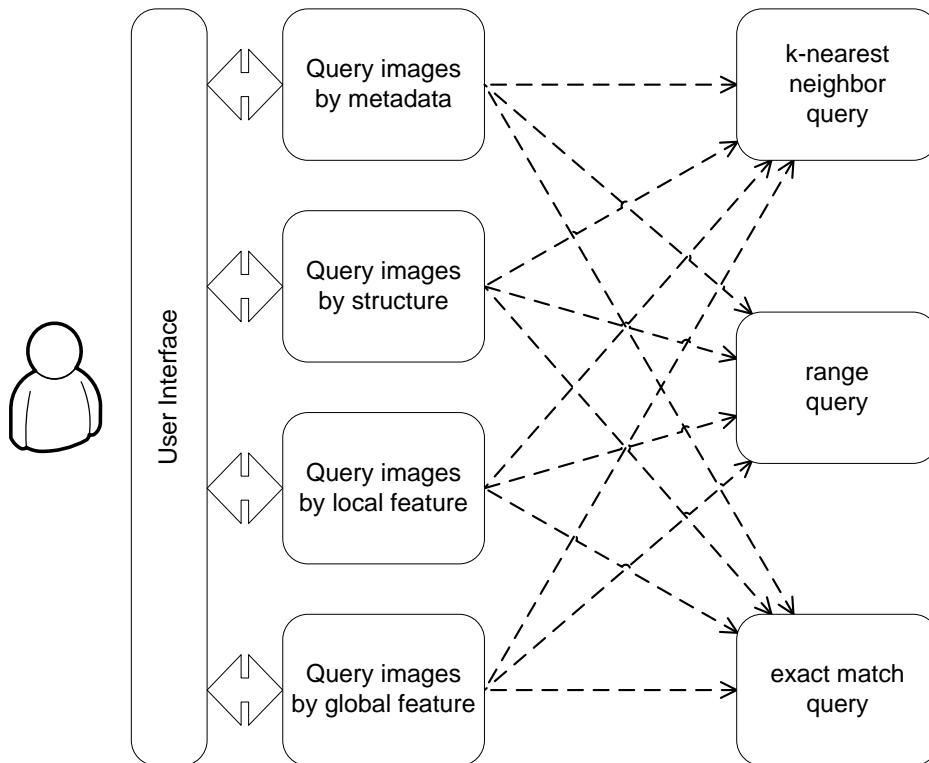 User Interface
Query images
by metadata
Query images
by structure
Query images
by local feature
Query images
by global feature
k-nearest
neighbor
query
range
query
exact match
query